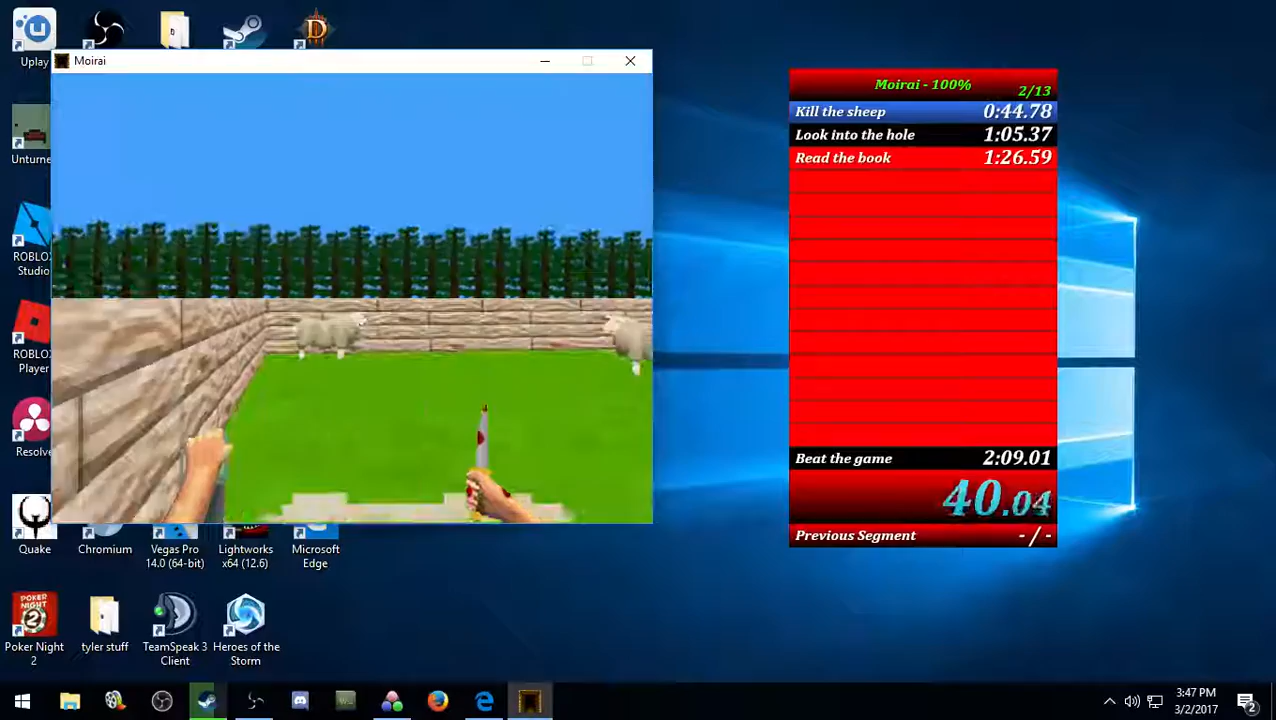 Uplay
Moirai
Unturne
ROBLOX
Studio
ROBLOX
Player
Resolve
Quake
Chromium
Vegas Pro
14.0 (64-bit)
Lightworks
x64 (12.6)
Microsoft
Edge
Poker Night
2
tyler stuff
TeamSpeak 3
Client
Heroes of the
Storm
Moirai - 100%
2/13
Kill the sheep 0:44.78
Look into the hole 1:05.37
Read the book 1:26.59
Beat the game 2:09.01
40.04
Previous Segment - / -
3:47 PM
3/2/2017
2